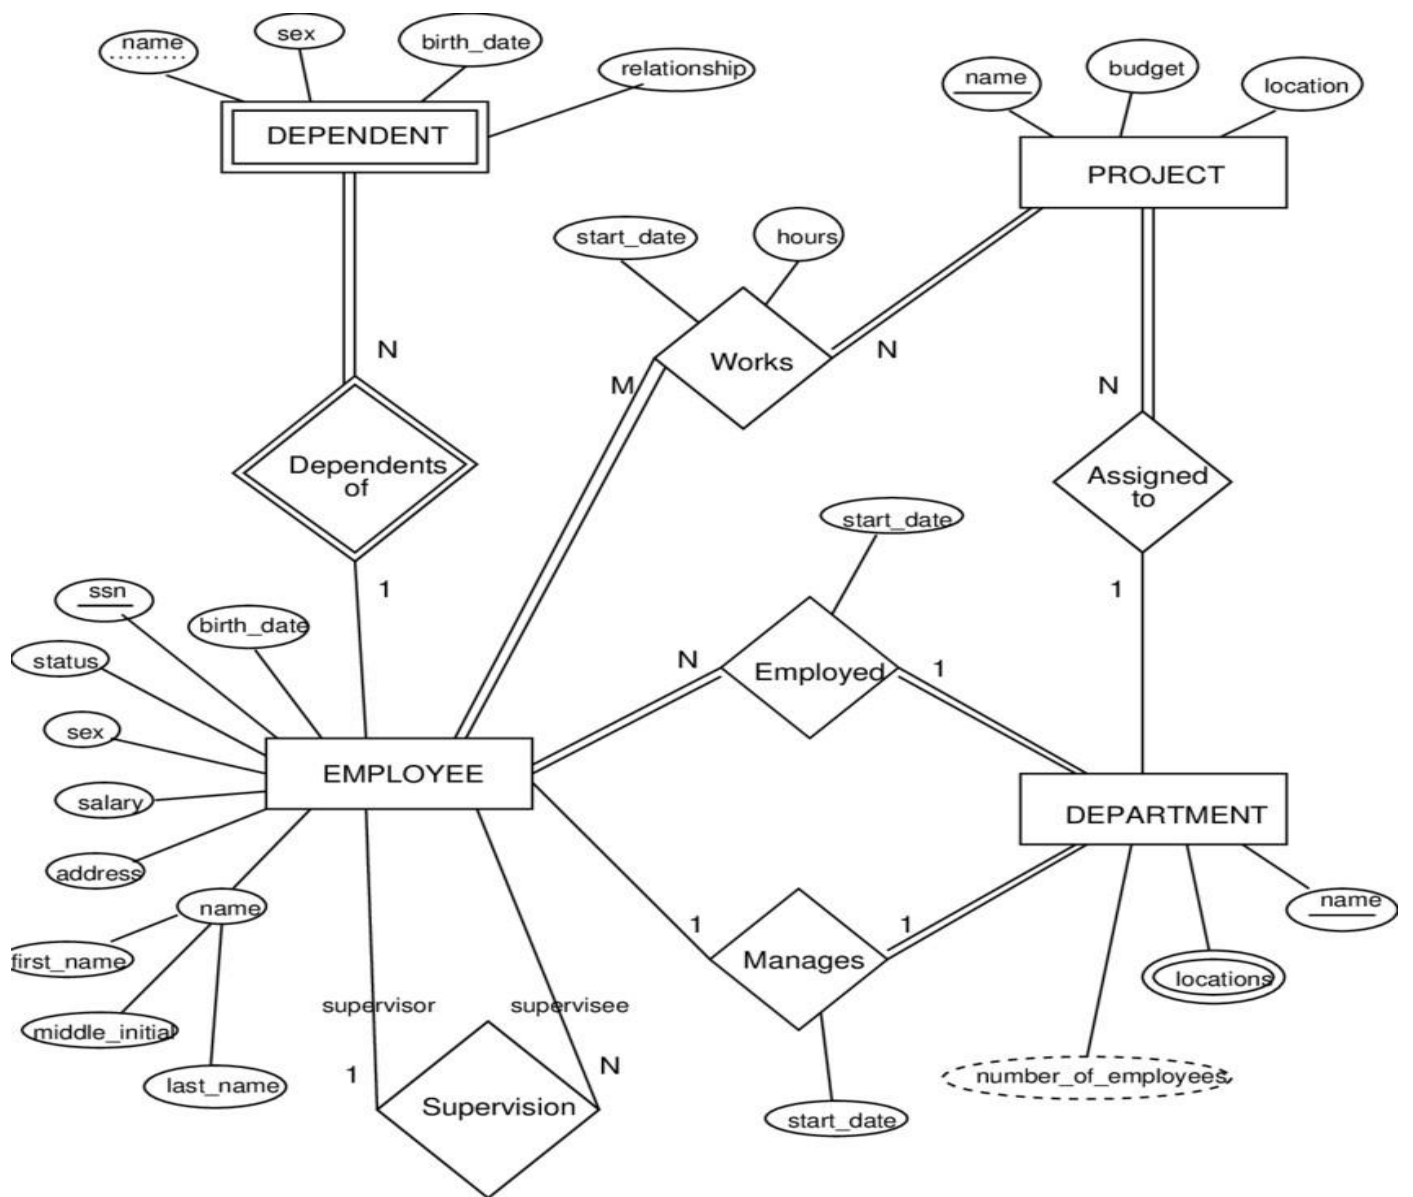 name
sex
birth_date
relationship
DEPENDENT
name
budget
location
PROJECT
start_date
hours
Works
M
N
N
N
Dependents
of
1
Assigned
to
1
start_date
Employed
N
1
ssn
birth_date
status
sex
salary
address
name
first_name
middle_initial
last_name
EMPLOYEE
DEPARTMENT
name
locations
number_of_employees
1
1
Manages
start_date
supervisor
supervisee
1
N
Supervision